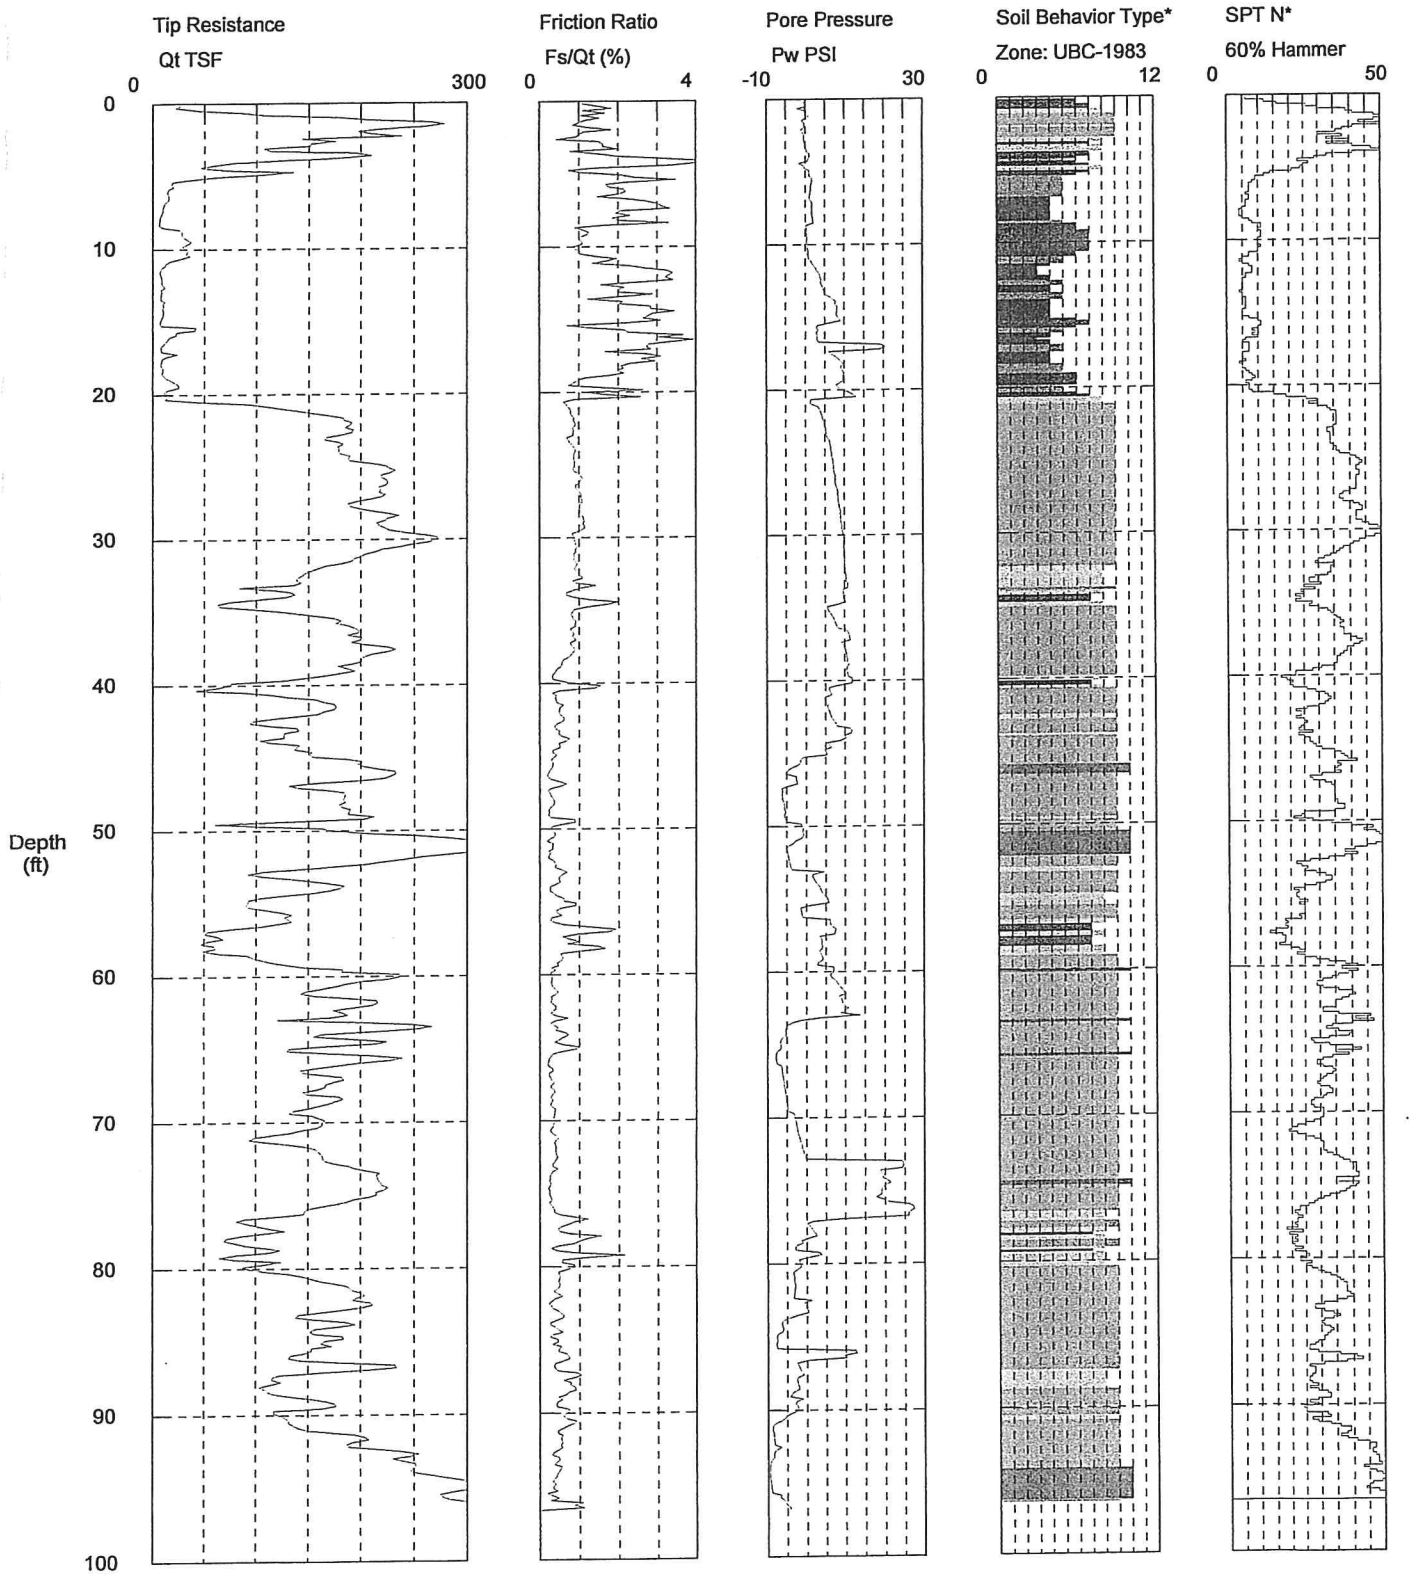 Tip Resistance
Qt TSF
0 300
Friction Ratio
Fs/Qt (%)
0 4
Pore Pressure
Pw PSI
-10 30
Soil Behavior Type*
Zone: UBC-1983
0 12
SPT N*
60% Hammer
0 50
0
10
20
30
40
50
Depth
(ft)
60
70
80
90
100